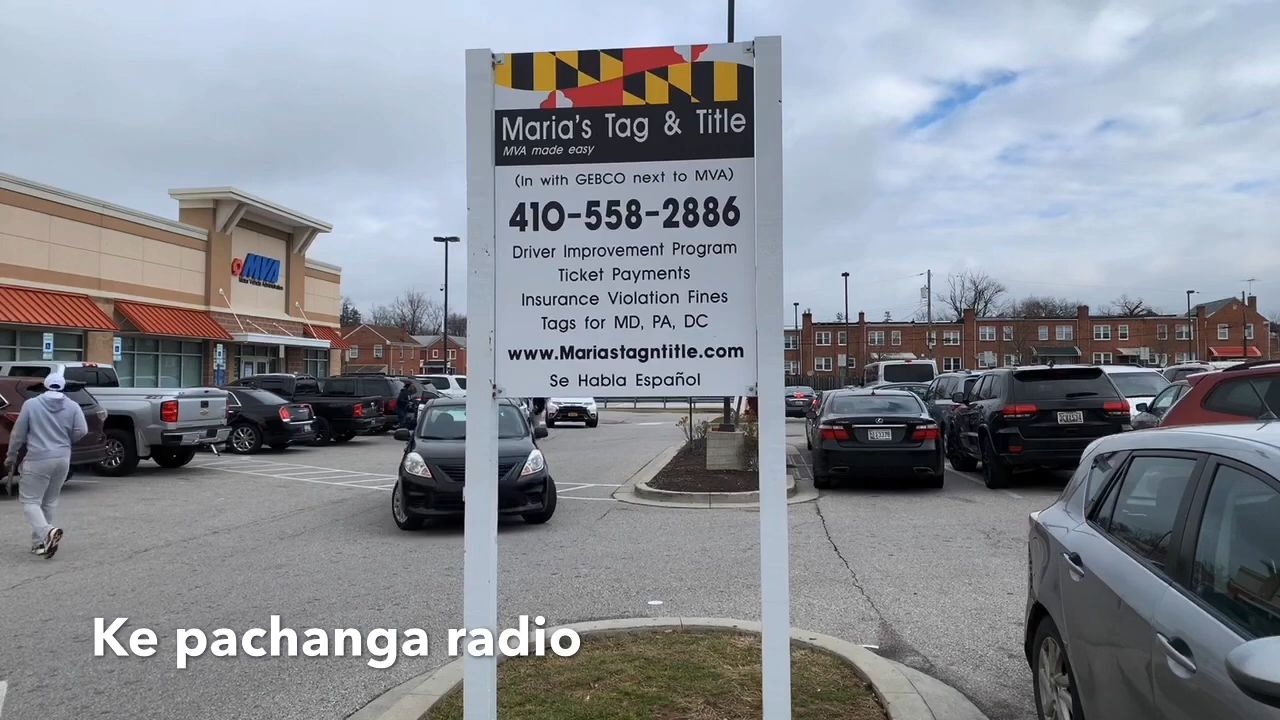 Maria's Tag & Title
MVA made easy
(In with GEBCO next to MVA)
410-558-2886
Driver Improvement Program
Ticket Payments
Insurance Violation Fines
Tags for MD, PA, DC
www.Mariastagntitle.com
Se Habla Español
MVA
Ke pachanga radio